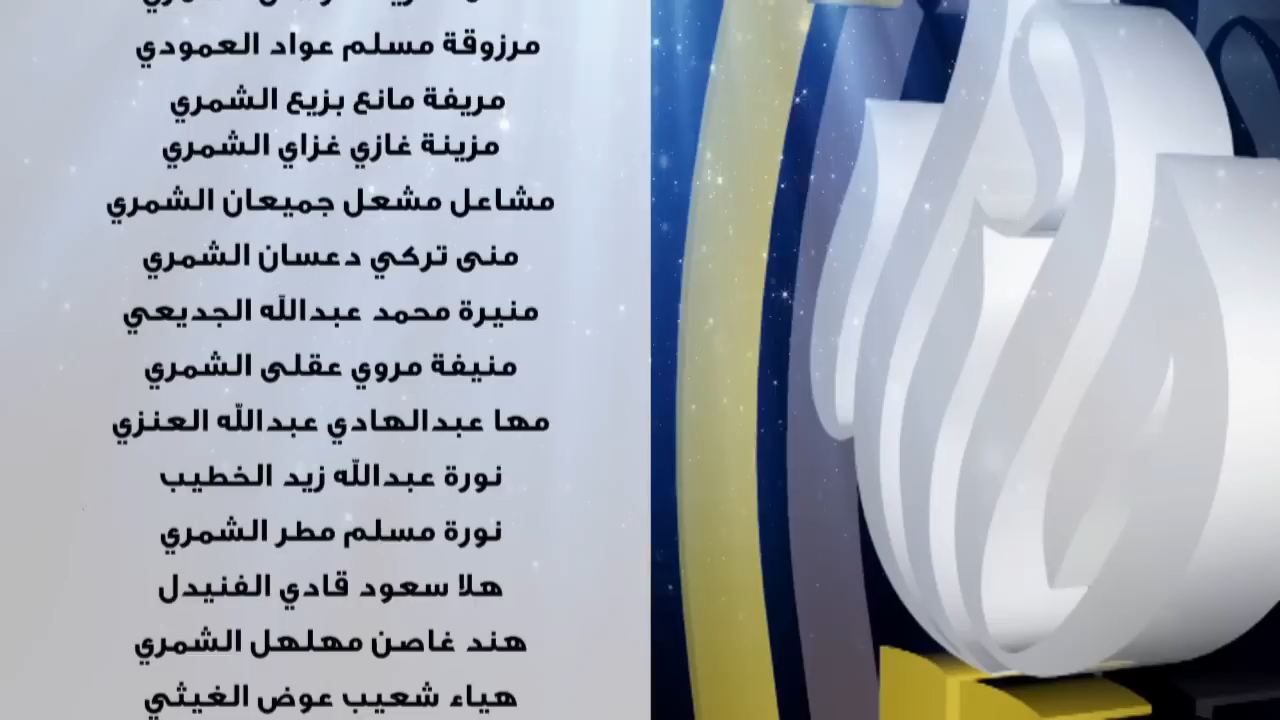 مرزوقة مسلم عواد العمودي
مريفة مانع بزيع الشمري
مزينة غازي غزاي الشمري
مشاعل مشعل جميعان الشمري
منى تركي دعسان الشمري
منيرة محمد عبدالله الجديعي
منيفة مروي عقلى الشمري
مها عبدالهادي عبدالله العنزي
نورة عبدالله زيد الخطيب
نورة مسلم مطر الشمري
هلا سعود قادي الفنيدل
هند غاصن مهلهل الشمري
هياء شعيب عوض الغيثي